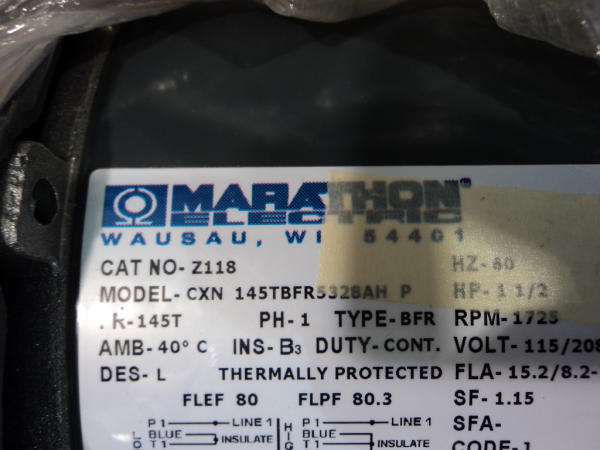 MARATHON®
ELECTRIC
WAUSAU, WI 54401
CAT NO- Z118 HZ- 60
MODEL- CXN 145TBFR5328AH P HP- 1 1/2
.R-145T PH-1 TYPE-BFR RPM-1725
AMB-40° C INS-B3 DUTY-CONT. VOLT-115/208
DES- L THERMALLY PROTECTED FLA-15.2/8.2-
FLEF 80 FLPF 80.3 SF- 1.15
P1 LINE 1 P1 LINE 1 SFA-
BLUE INSULATE BLUE INSULATE
T1 T1 CODE-J